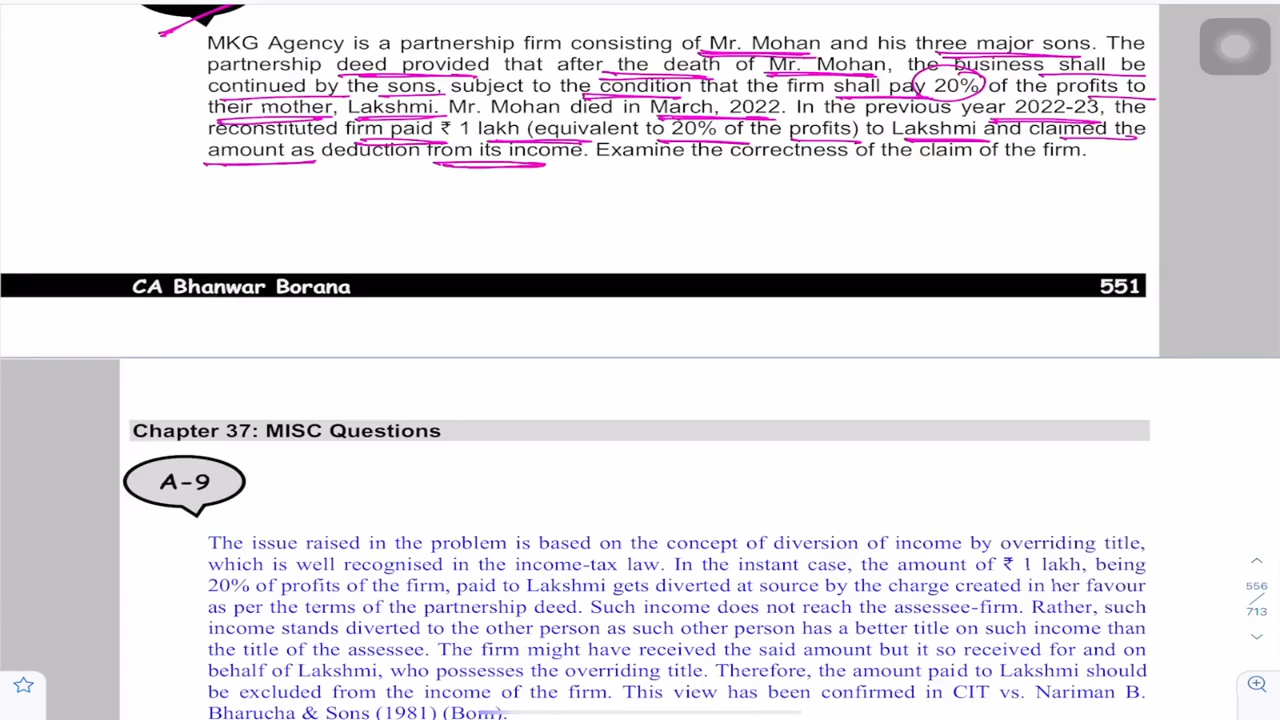 MKG Agency is a partnership firm consisting of Mr. Mohan and his three major sons. The
partnership deed provided that after the death of Mr. Mohan, the business shall be
continued by the sons, subject to the condition that the firm shall pay 20% of the profits to
their mother, Lakshmi. Mr. Mohan died in March, 2022. In the previous year 2022-23, the
reconstituted firm paid ₹ 1 lakh (equivalent to 20% of the profits) to Lakshmi and claimed the
amount as deduction from its income. Examine the correctness of the claim of the firm.
CA Bhanwar Borana 551
Chapter 37: MISC Questions
A-9
The issue raised in the problem is based on the concept of diversion of income by overriding title,
which is well recognised in the income-tax law. In the instant case, the amount of ₹ 1 lakh, being
20% of profits of the firm, paid to Lakshmi gets diverted at source by the charge created in her favour
as per the terms of the partnership deed. Such income does not reach the assessee-firm. Rather, such
income stands diverted to the other person as such other person has a better title on such income than
the title of the assessee. The firm might have received the said amount but it so received for and on
behalf of Lakshmi, who possesses the overriding title. Therefore, the amount paid to Lakshmi should
be excluded from the income of the firm. This view has been confirmed in CIT vs. Nariman B.
Bharucha & Sons (1981) (Bom).
556
713